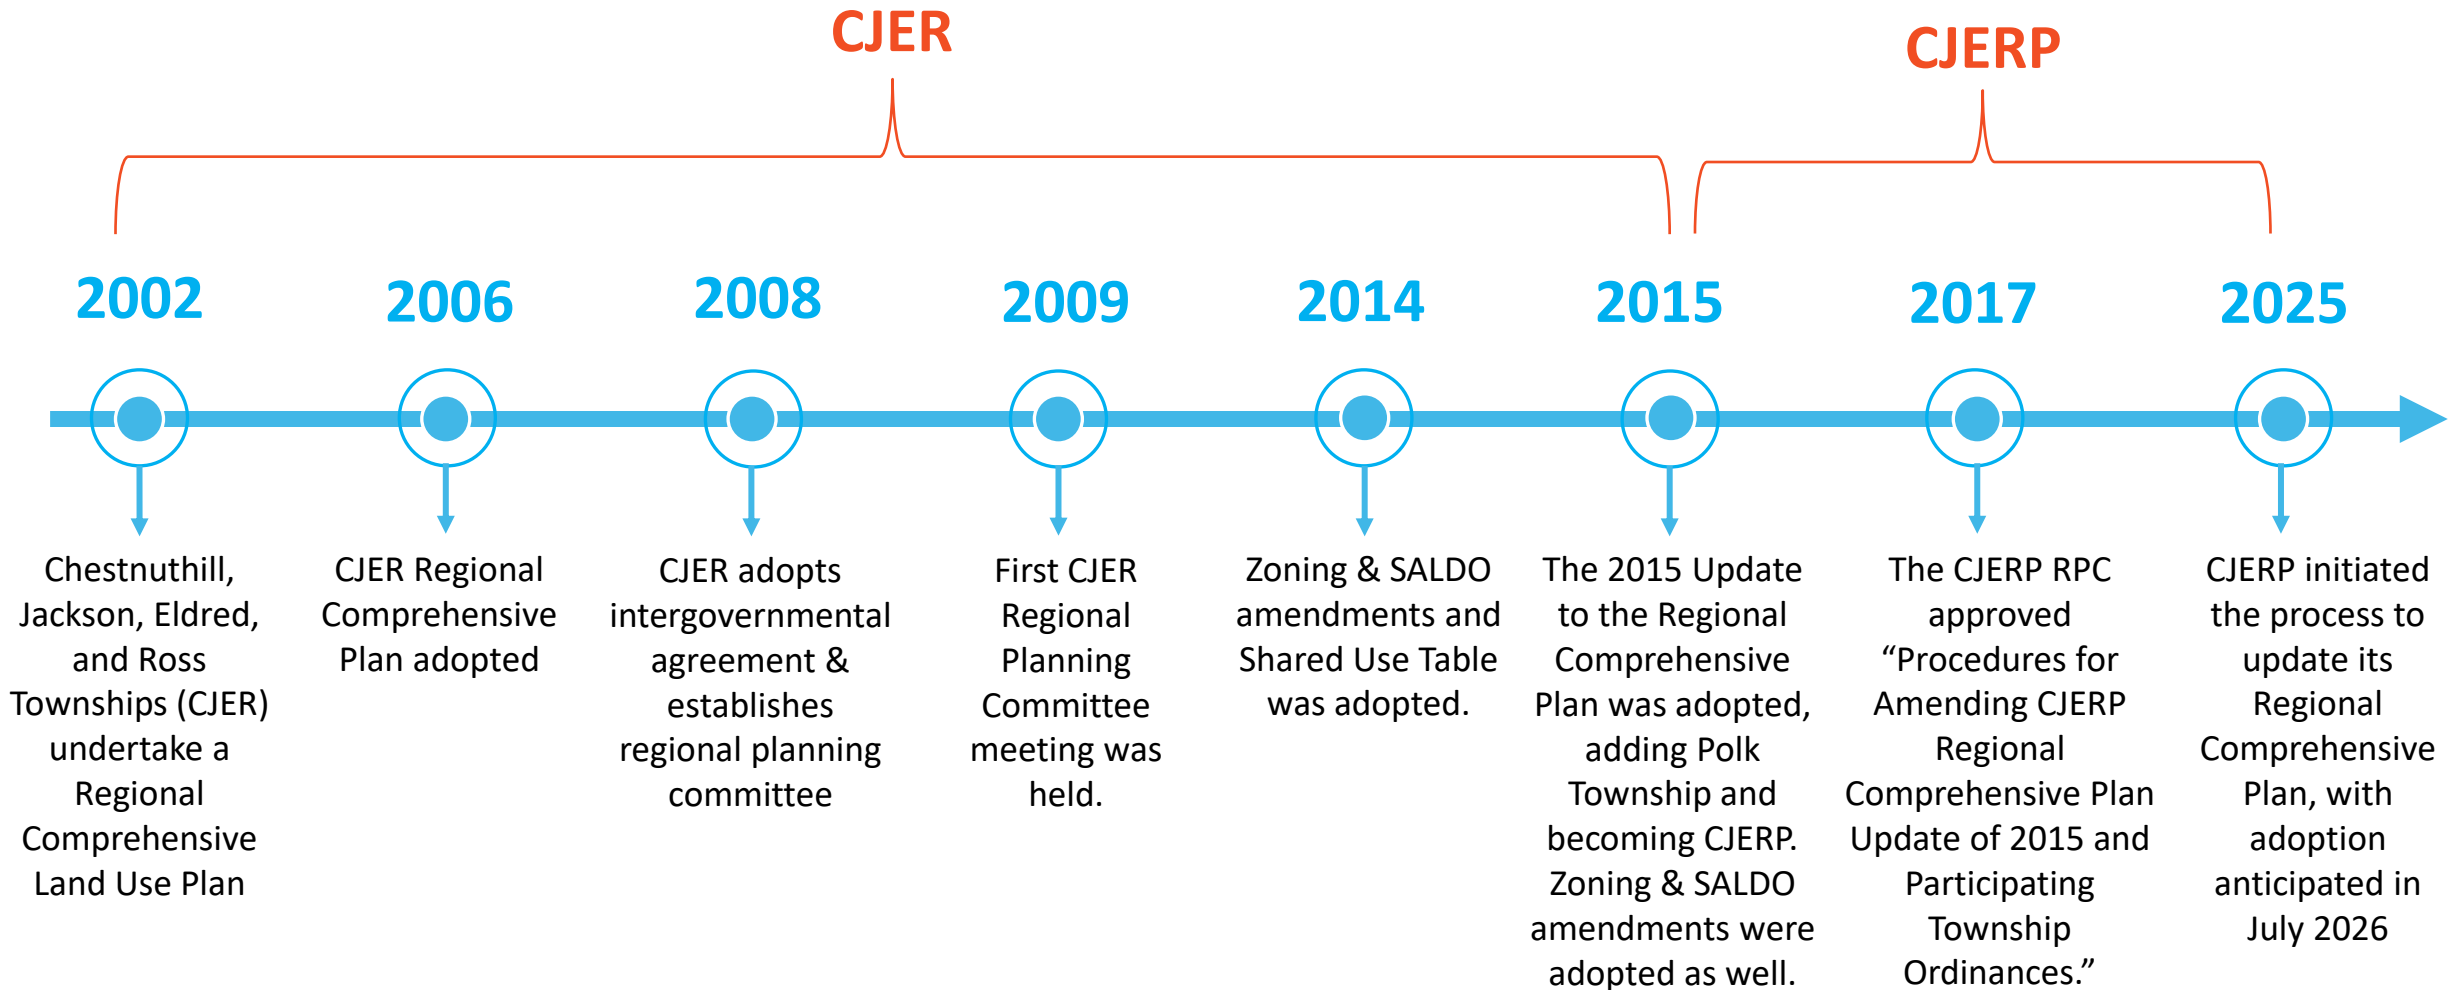 CJER
CJERP
2002
2006
2008
2009
2014
2015
2017
2025
Chestnuthill,
Jackson, Eldred,
and Ross
Townships (CJER)
undertake a
Regional
Comprehensive
Land Use Plan
CJER Regional
Comprehensive
Plan adopted
CJER adopts
intergovernmental
agreement &
establishes
regional planning
committee
First CJER
Regional
Planning
Committee
meeting was
held.
Zoning & SALDO
amendments and
Shared Use Table
was adopted.
The 2015 Update
to the Regional
Comprehensive
Plan was adopted,
adding Polk
Township and
becoming CJERP.
Zoning & SALDO
amendments were
adopted as well.
The CJERP RPC
approved
“Procedures for
Amending CJERP
Regional
Comprehensive Plan
Update of 2015 and
Participating
Township
Ordinances.”
CJERP initiated
the process to
update its
Regional
Comprehensive
Plan, with
adoption
anticipated in
July 2026